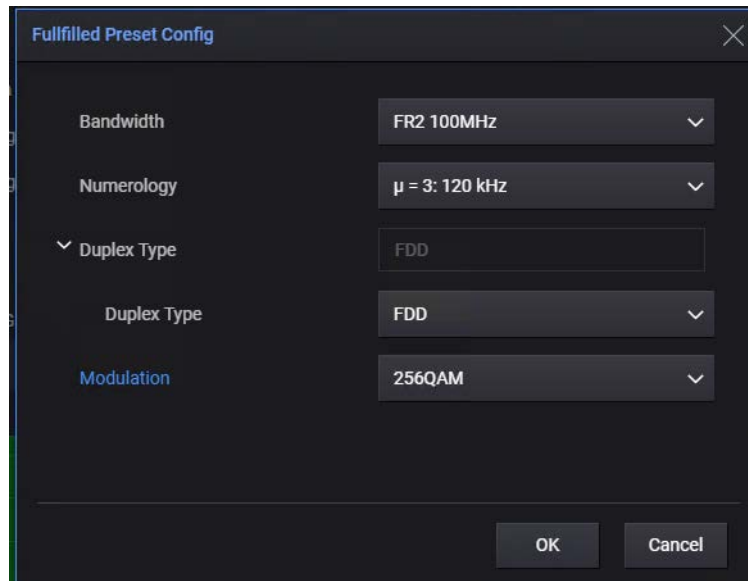 Fullfilled Preset Config
Bandwidth FR2 100MHz
Numerology μ = 3: 120 kHz
Duplex Type FDD
Duplex Type FDD
Modulation 256QAM
OK Cancel